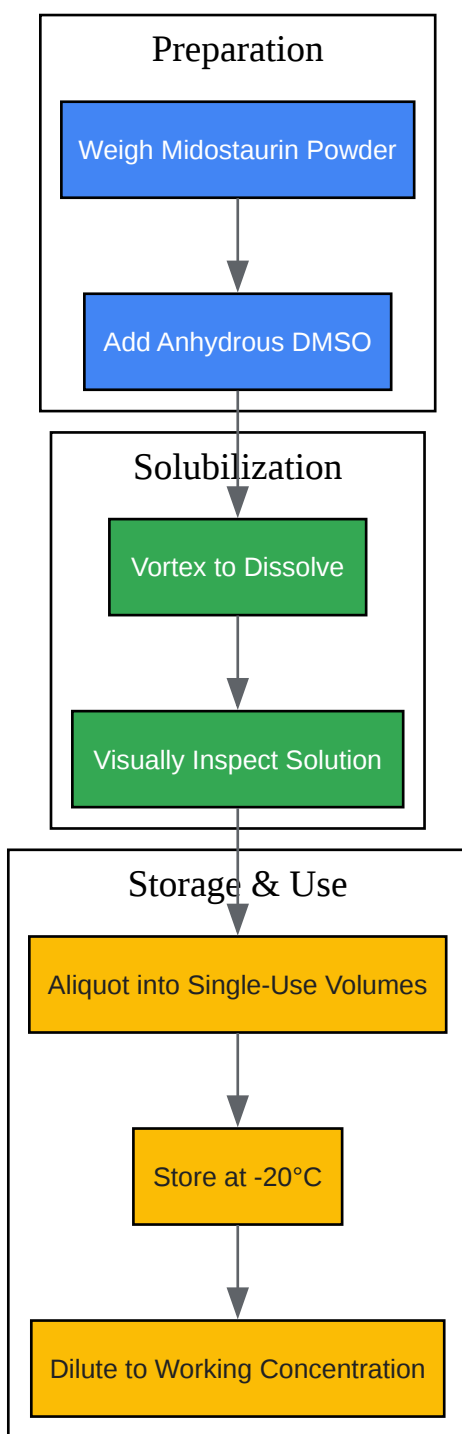 Preparation
Weigh Midostaurin Powder
Add Anhydrous DMSO
Solubilization
Vortex to Dissolve
Visually Inspect Solution
Storage & Use
Aliquot into Single-Use Volumes
Store at -20°C
Dilute to Working Concentration